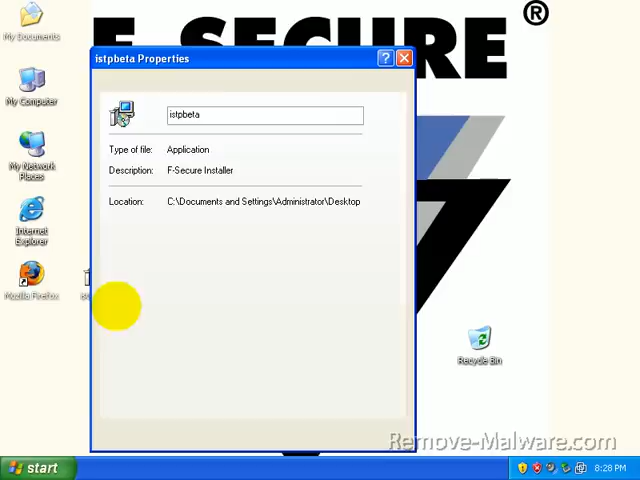 F-SECURE®
My Documents
istpbeta Properties
My Computer
istpbeta
Type of file: Application
Description: F-Secure Installer
My Network
Places
Location: C:\Documents and Settings\Administrator\Desktop
Internet
Explorer
Mozilla Firefox
Recycle Bin
Remove-Malware.com
start
8:28 PM